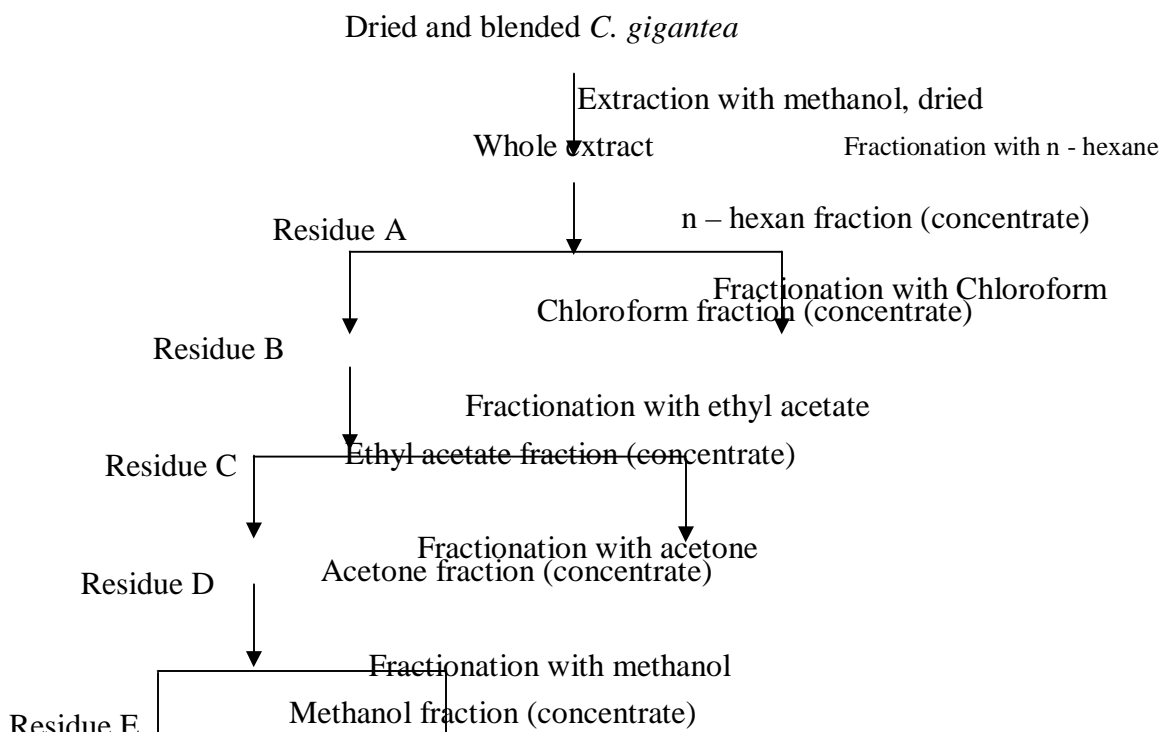 Dried and blended C. gigantea
Extraction with methanol, dried
Whole extract
Fractionation with n - hexane
n – hexan fraction (concentrate)
Residue A
Fractionation with Chloroform
Chloroform fraction (concentrate)
Residue B
Fractionation with ethyl acetate
Ethyl acetate fraction (concentrate)
Residue C
Fractionation with acetone
Acetone fraction (concentrate)
Residue D
Fractionation with methanol
Methanol fraction (concentrate)
Residue E